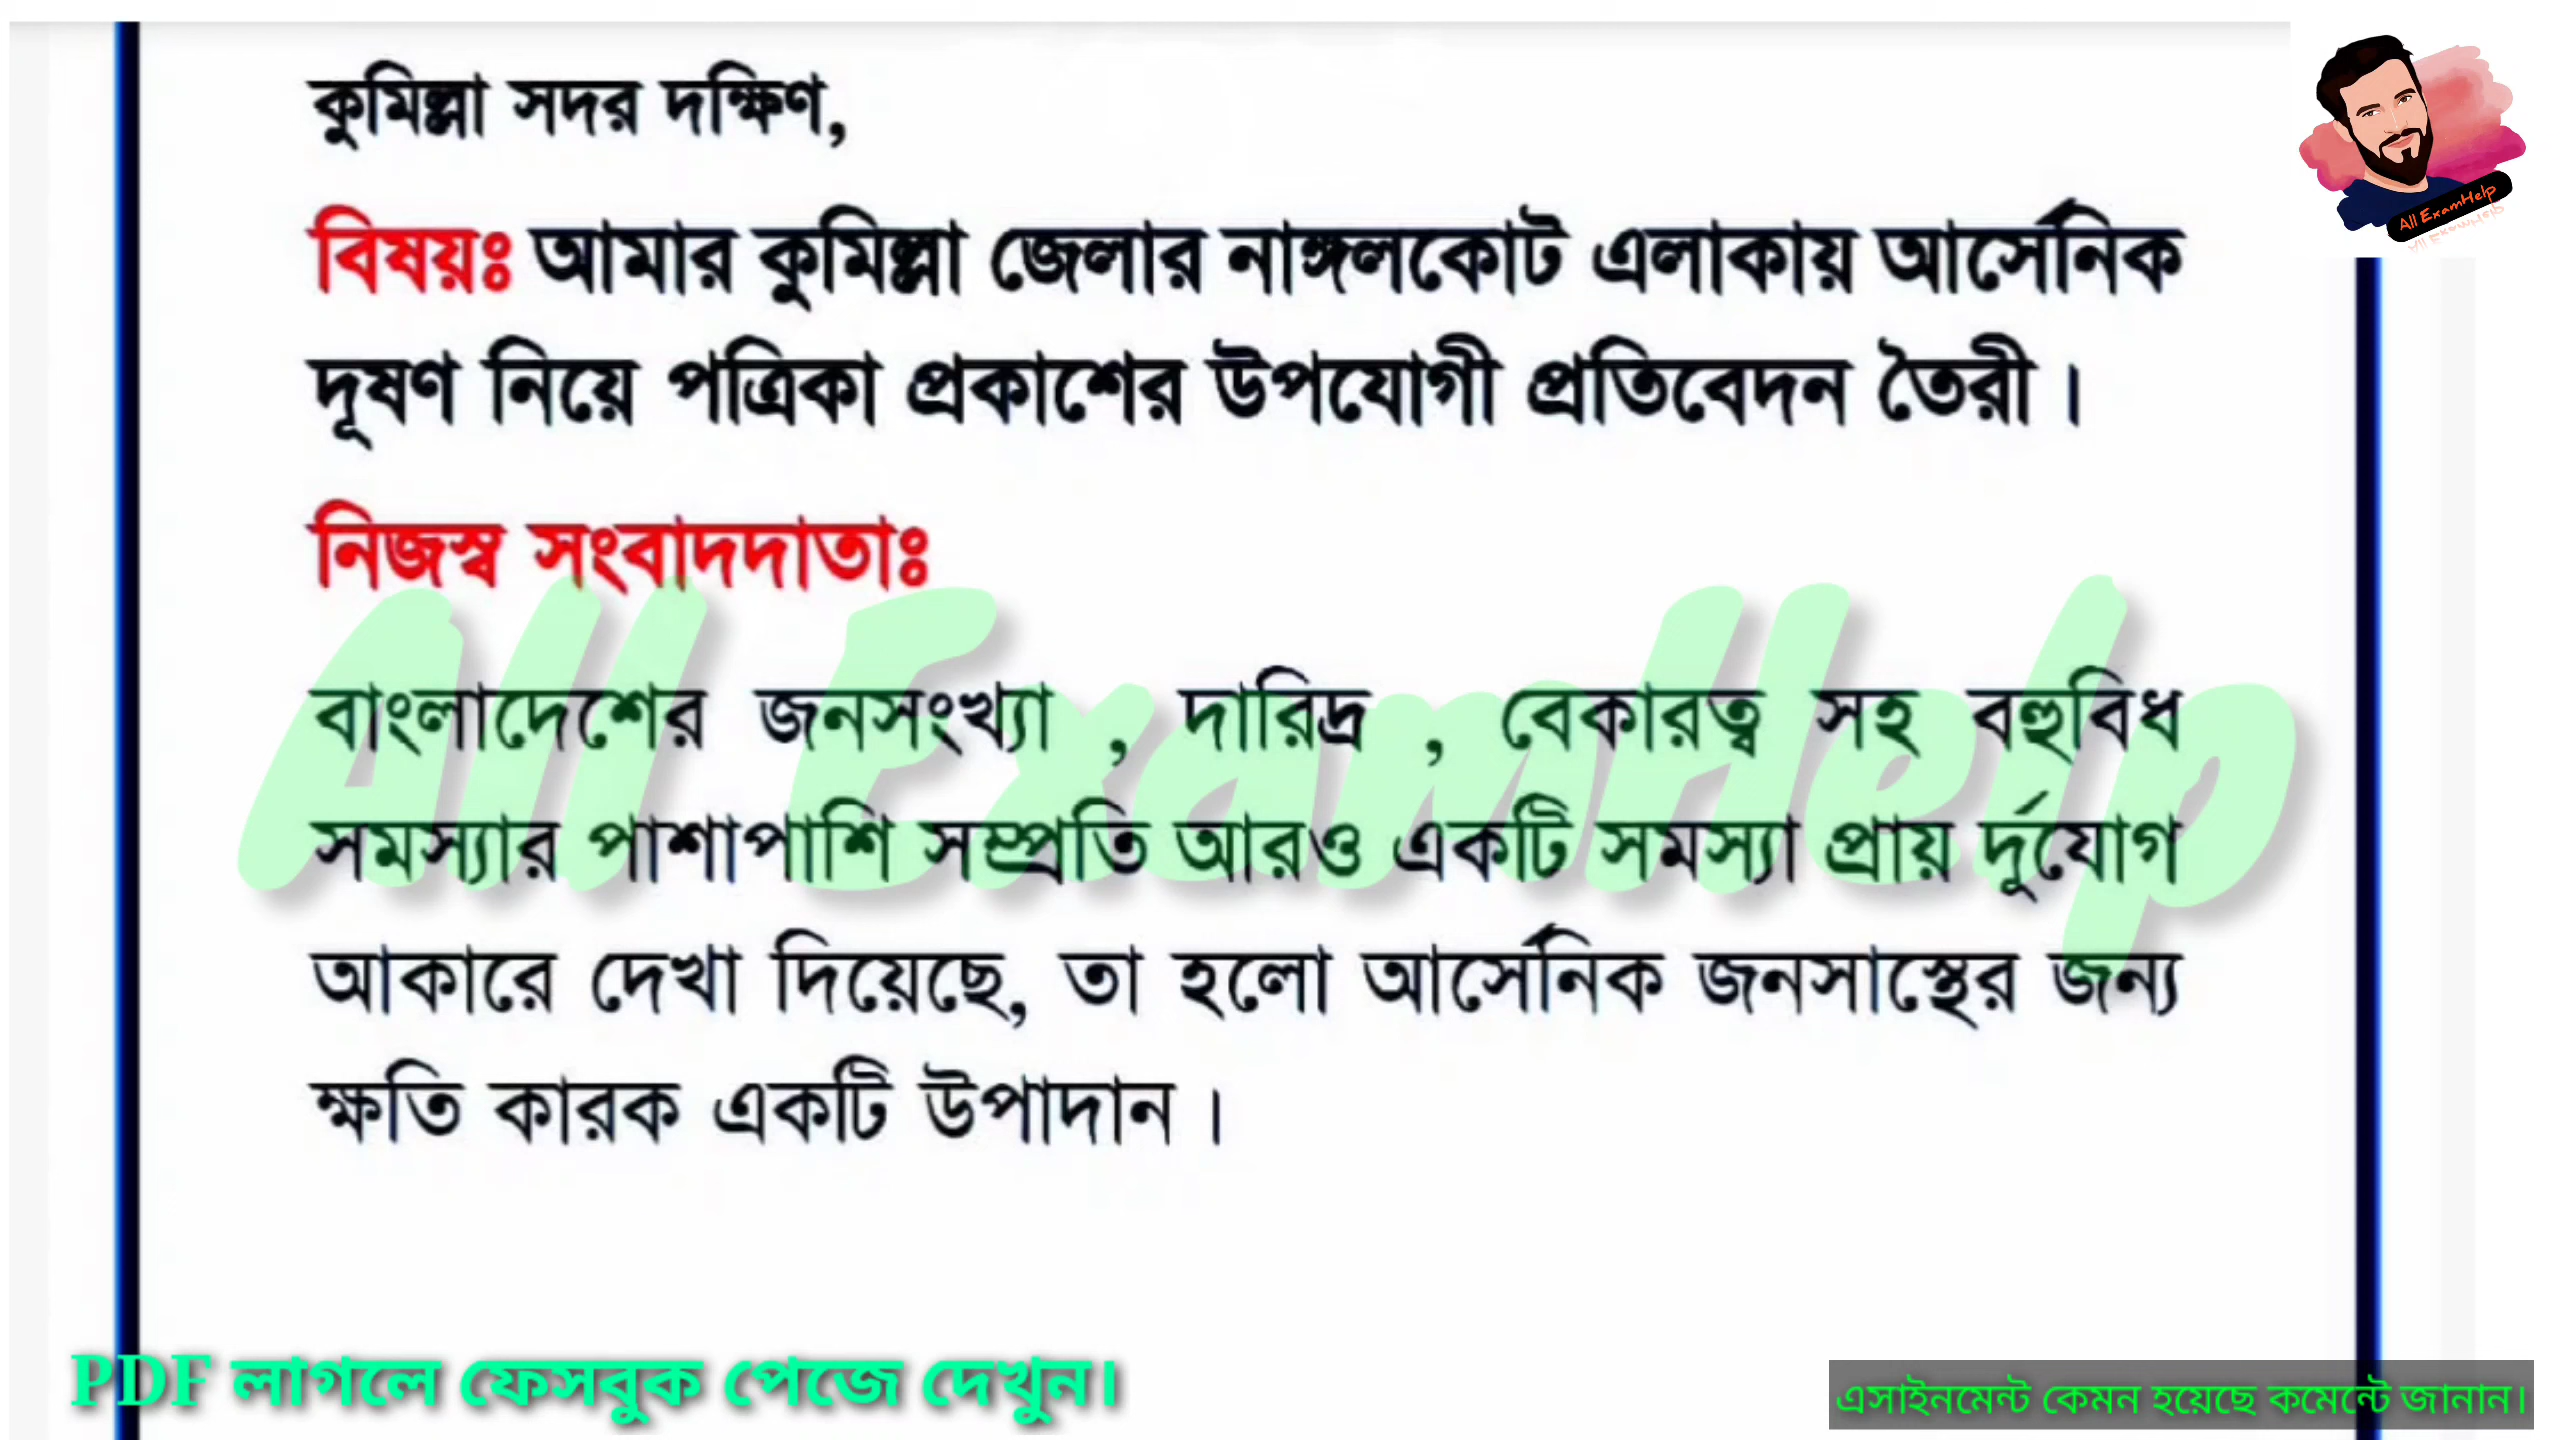 কুমিল্লা সদর দক্ষিণ,
All ExamHelp
বিষয়ঃ আমার কুমিল্লা জেলার নাঙ্গলকোট এলাকায় আর্সেনিক
দূষণ নিয়ে পত্রিকা প্রকাশের উপযোগী প্রতিবেদন তৈরী।
নিজস্ব সংবাদদাতাঃ
All ExamHelp
বাংলাদেশের জনসংখ্যা , দারিদ্র , বেকারত্ব সহ বহুবিধ
সমস্যার পাশাপাশি সম্প্রতি আরও একটি সমস্যা প্রায় দূর্যোগ
আকারে দেখা দিয়েছে, তা হলো আর্সেনিক জনসাস্থের জন্য
ক্ষতি কারক একটি উপাদান।
PDF লাগলে ফেসবুক পেজে দেখুন।
এসাইনমেন্ট কেমন হয়েছে কমেন্টে জানান।